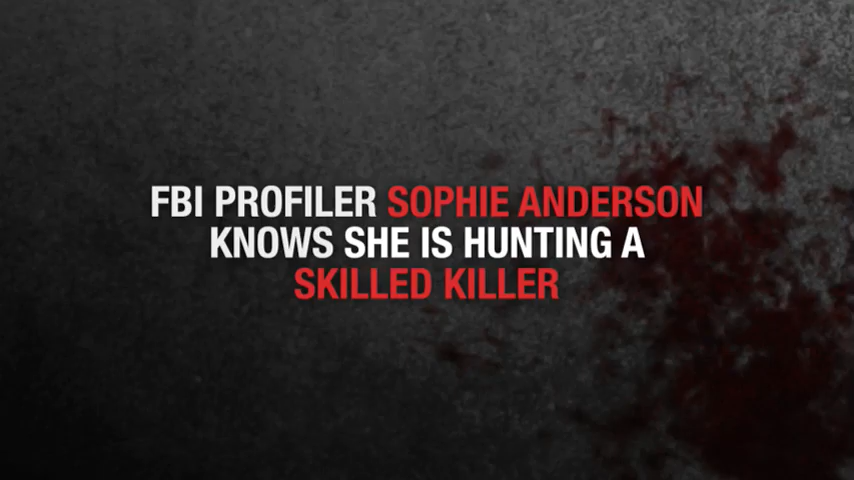 FBI PROFILER SOPHIE ANDERSON
KNOWS SHE IS HUNTING A
SKILLED KILLER